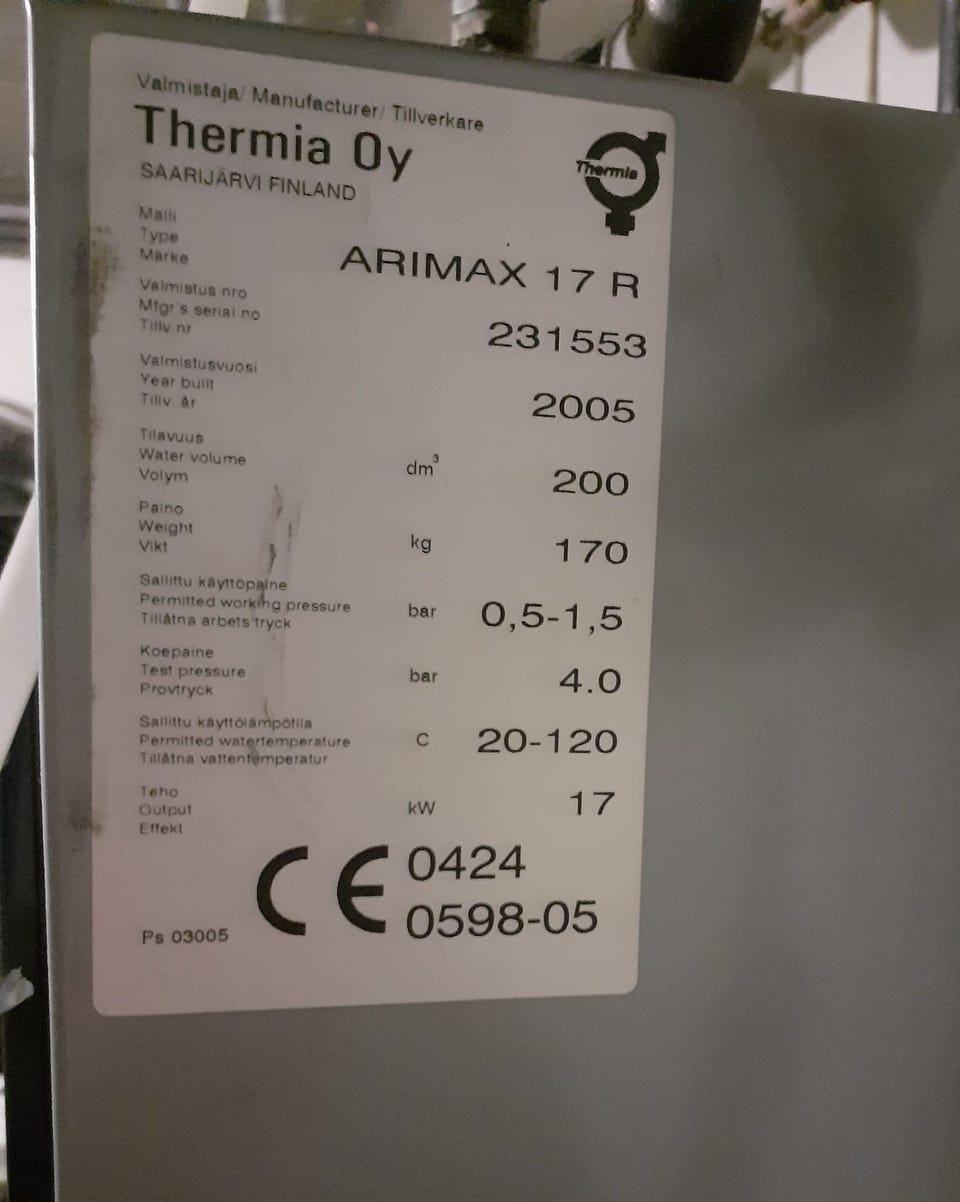 Valmistaja/ Manufacturer/ Tillverkare
Thermia Oy
SAARIJÄRVI FINLAND
Thermia
Malli
Type
Märke
ARIMAX 17 R
Valmistus nro
Mfgr's serial no
Tillv.nr
231553
Valmistusvuosi
Year built
Tillv. år
2005
Tilavuus
Water volume
Volym
dm³ 200
Paino
Weight
Vikt
kg 170
Sallittu käyttöpaine
Permitted working pressure
Tillåtna arbets tryck
bar 0,5-1,5
Koepaine
Test pressure
Provtryck
bar 4.0
Sallittu käyttölämpötila
Permitted watertemperature
Tillåtna vattentemperatur
C 20-120
Teho
Output
Effekt
kW 17
CE 0424
0598-05
Ps 03005